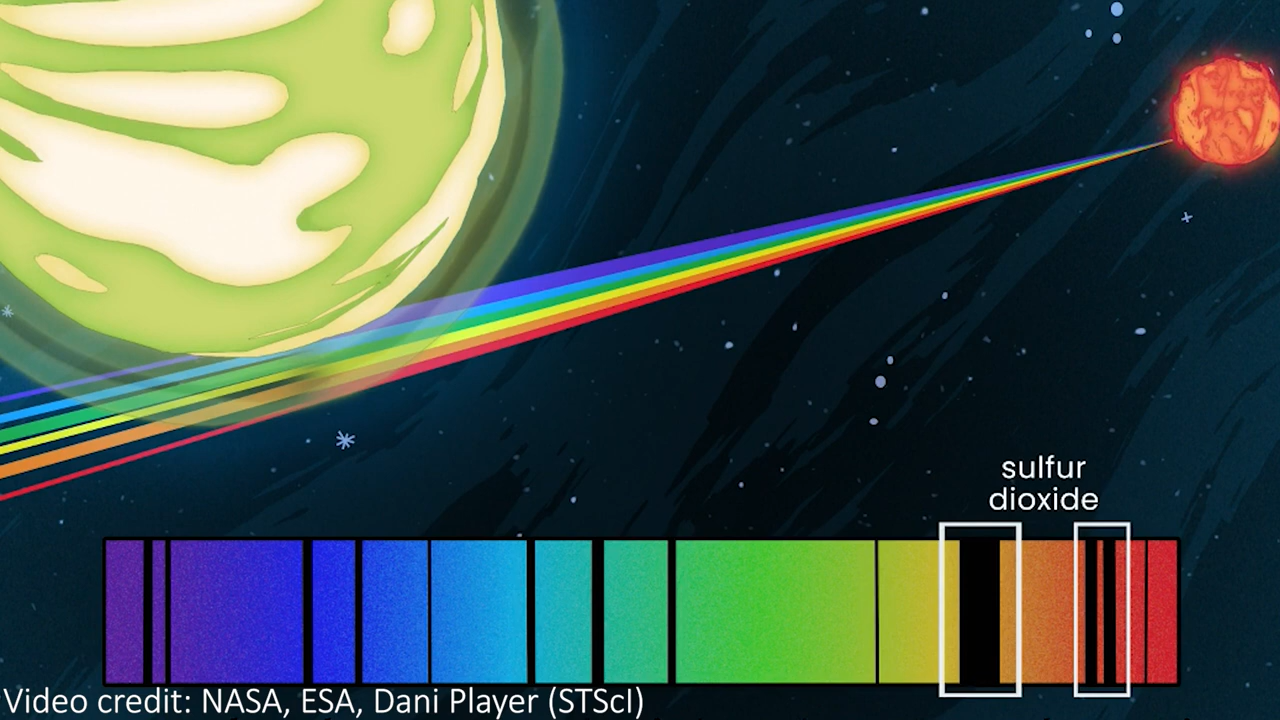 sulfur
dioxide
Video credit: NASA, ESA, Dani Player (STScI)